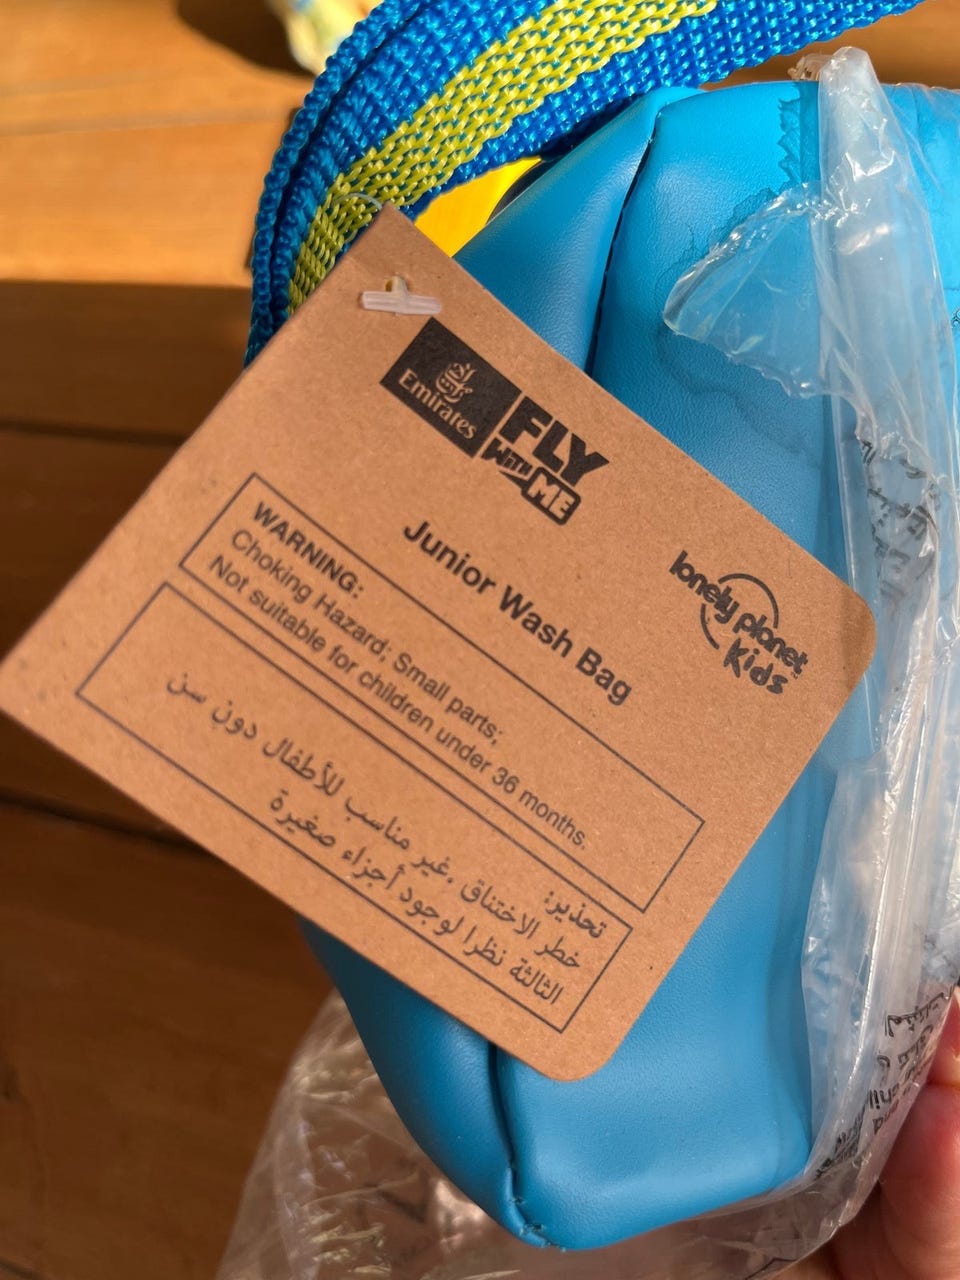 Emirates
FLY
WITH
ME
lonely planet
Kids
Junior Wash Bag
WARNING:
Choking Hazard; Small parts;
Not suitable for children under 36 months.
تحذير:
خطر الاختناق .غير مناسب للأطفال دون سن
الثالثة نظرا لوجود أجزاء صغيرة